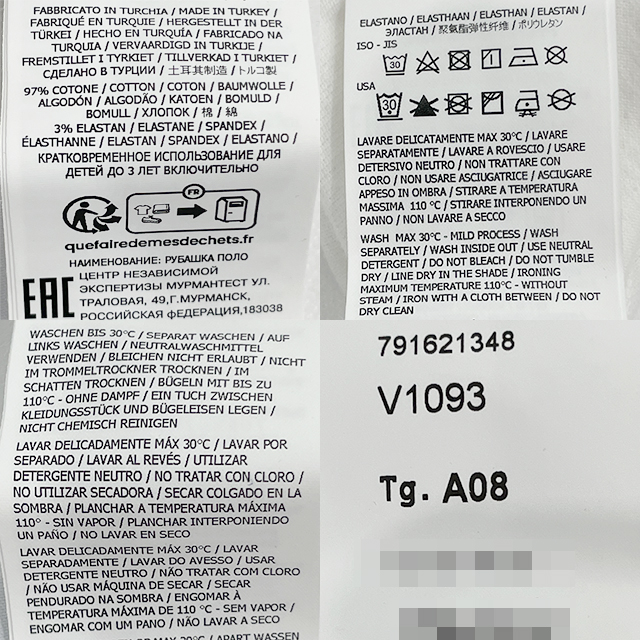 FABBRICATO IN TURCHIA / MADE IN TURKEY /
FABRIQUÉ EN TURQUIE / HERGESTELLT IN DER
TÜRKEI / HECHO EN TURQUÍA / FABRICADO NA
TURQUIA / VERVAARDIGD IN TURKIJE /
FREMSTILLET I TYRKIET / TILLVERKAD I TURKIET /
СДЕЛАНО В ТУРЦИИ / 土耳其制造 / トルコ製
97% COTONE / COTTON / COTON / BAUMWOLLE /
ALGODÓN / ALGODÃO / KATOEN / BOMULD /
BOMULL / ХЛОПОК / 棉 / 綿
3% ELASTAN / ELASTANE / SPANDEX /
ÉLASTHANNE / ELASTAN / SPANDEX / ELASTANO /
КРАТКОВРЕМЕННОЕ ИСПОЛЬЗОВАНИЕ ДЛЯ
ДЕТЕЙ ДО 3 ЛЕТ ВКЛЮЧИТЕЛЬНО
FR
quefairedemesdechets.fr
EAC
НАИМЕНОВАНИЕ: РУБАШКА ПОЛО
ЦЕНТР НЕЗАВИСИМОЙ
ЭКСПЕРТИЗЫ МУРМАНТЕСТ УЛ.
ТРАЛОВАЯ, 49,Г.МУРМАНСК,
РОССИЙСКАЯ ФЕДЕРАЦИЯ,183038
ELASTANO / ELASTHAAN / ELASTHAN / ELASTAN /
ЭЛАСТАН / 聚氨酯弹性纤维 / ポリウレタン
ISO - JIS
30
USA
30
LAVARE DELICATAMENTE MAX 30°C / LAVARE
SEPARATAMENTE / LAVARE A ROVESCIO / USARE
DETERSIVO NEUTRO / NON TRATTARE CON
CLORO / NON USARE ASCIUGATRICE / ASCIUGARE
APPESO IN OMBRA / STIRARE A TEMPERATURA
MASSIMA 110 °C / STIRARE INTERPONENDO UN
PANNO / NON LAVARE A SECCO
WASH MAX 30°C - MILD PROCESS / WASH
SEPARATELY / WASH INSIDE OUT / USE NEUTRAL
DETERGENT / DO NOT BLEACH / DO NOT TUMBLE
DRY / LINE DRY IN THE SHADE / IRONING
MAXIMUM TEMPERATURE 110°C - WITHOUT
STEAM / IRON WITH A CLOTH BETWEEN / DO NOT
DRY CLEAN
WASCHEN BIS 30°C / SEPARAT WASCHEN / AUF
LINKS WASCHEN / NEUTRALWASCHMITTEL
VERWENDEN / BLEICHEN NICHT ERLAUBT / NICHT
IM TROMMELTROCKNER TROCKNEN / IM
SCHATTEN TROCKNEN / BÜGELN MIT BIS ZU
110°C - OHNE DAMPF / EIN TUCH ZWISCHEN
KLEIDUNGSSTÜCK UND BÜGELEISEN LEGEN /
NICHT CHEMISCH REINIGEN
LAVAR DELICADAMENTE MÁX 30°C / LAVAR POR
SEPARADO / LAVAR AL REVÉS / UTILIZAR
DETERGENTE NEUTRO / NO TRATAR CON CLORO /
NO UTILIZAR SECADORA / SECAR COLGADO EN LA
SOMBRA / PLANCHAR A TEMPERATURA MÁXIMA
110° - SIN VAPOR / PLANCHAR INTERPONIENDO
UN PAÑO / NO LAVAR EN SECO
LAVAR DELICADAMENTE MÁX 30°C / LAVAR
SEPARADAMENTE / LAVAR DO AVESSO / USAR
DETERGENTE NEUTRO / NÃO TRATAR COM CLORO
/ NÃO USAR MÁQUINA DE SECAR / SECAR
PENDURADO NA SOMBRA / ENGOMAR À
TEMPERATURA MÁXIMA DE 110 °C - SEM VAPOR /
ENGOMAR COM UM PANO / NÃO LAVAR A SECO
30°C / APART WASSEN
791621348
V1093
Tg. A08